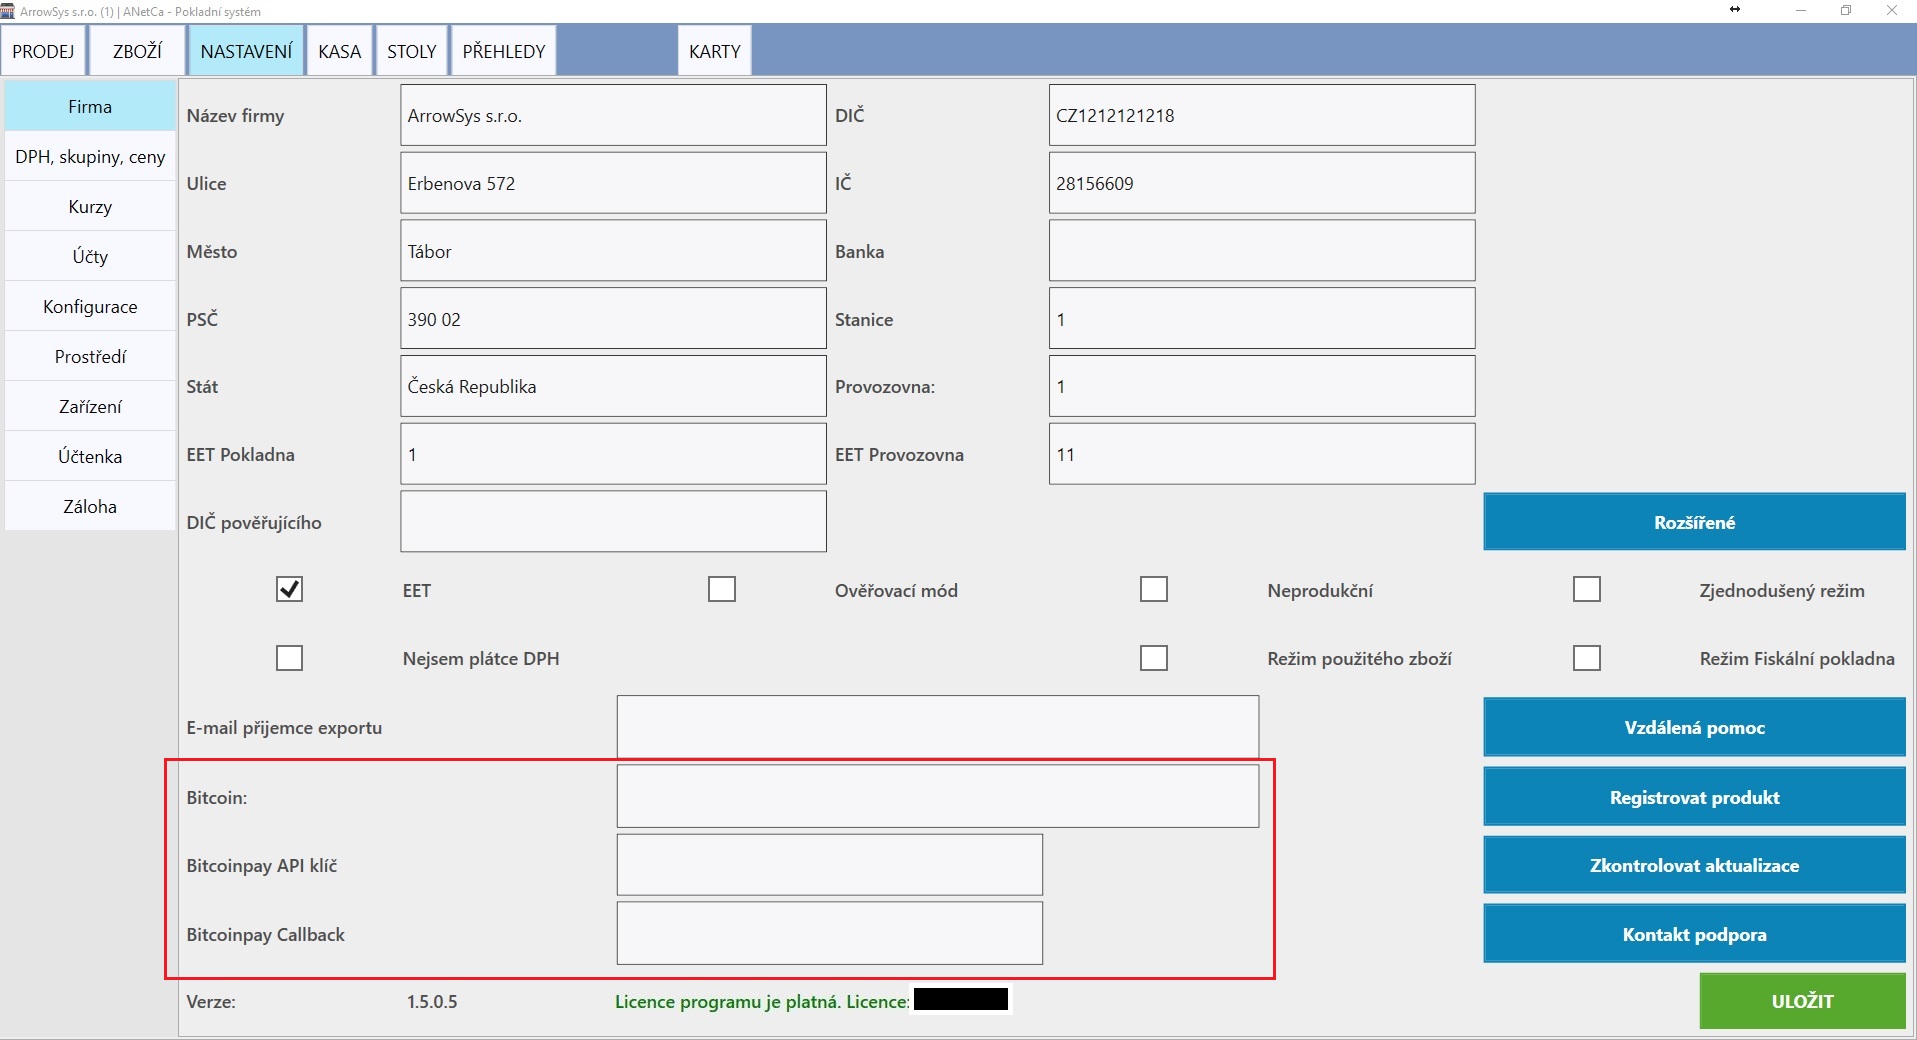 ArrowSys s.r.o. (1) | ANetCa - Pokladní systém
PRODEJ ZBOŽÍ NASTAVENÍ KASA STOLY PŘEHLEDY KARTY
Firma
DPH, skupiny, ceny
Kurzy
Účty
Konfigurace
Prostředí
Zařízení
Účtenka
Záloha
Název firmy ArrowSys s.r.o. DIČ CZ1212121218
Ulice Erbenova 572 IČ 28156609
Město Tábor Banka
PSČ 390 02 Stanice 1
Stát Česká Republika Provozovna: 1
EET Pokladna 1 EET Provozovna 11
DIČ pověřujícího Rozšířené
EET Ověřovací mód Neprodukční Zjednodušený režim
Nejsem plátce DPH Režim použitého zboží Režim Fiskální pokladna
E-mail přijemce exportu Vzdálená pomoc
Bitcoin: Registrovat produkt
Bitcoinpay API klíč Zkontrolovat aktualizace
Bitcoinpay Callback Kontakt podpora
Verze: 1.5.0.5 Licence programu je platná. Licence: ULOŽIT